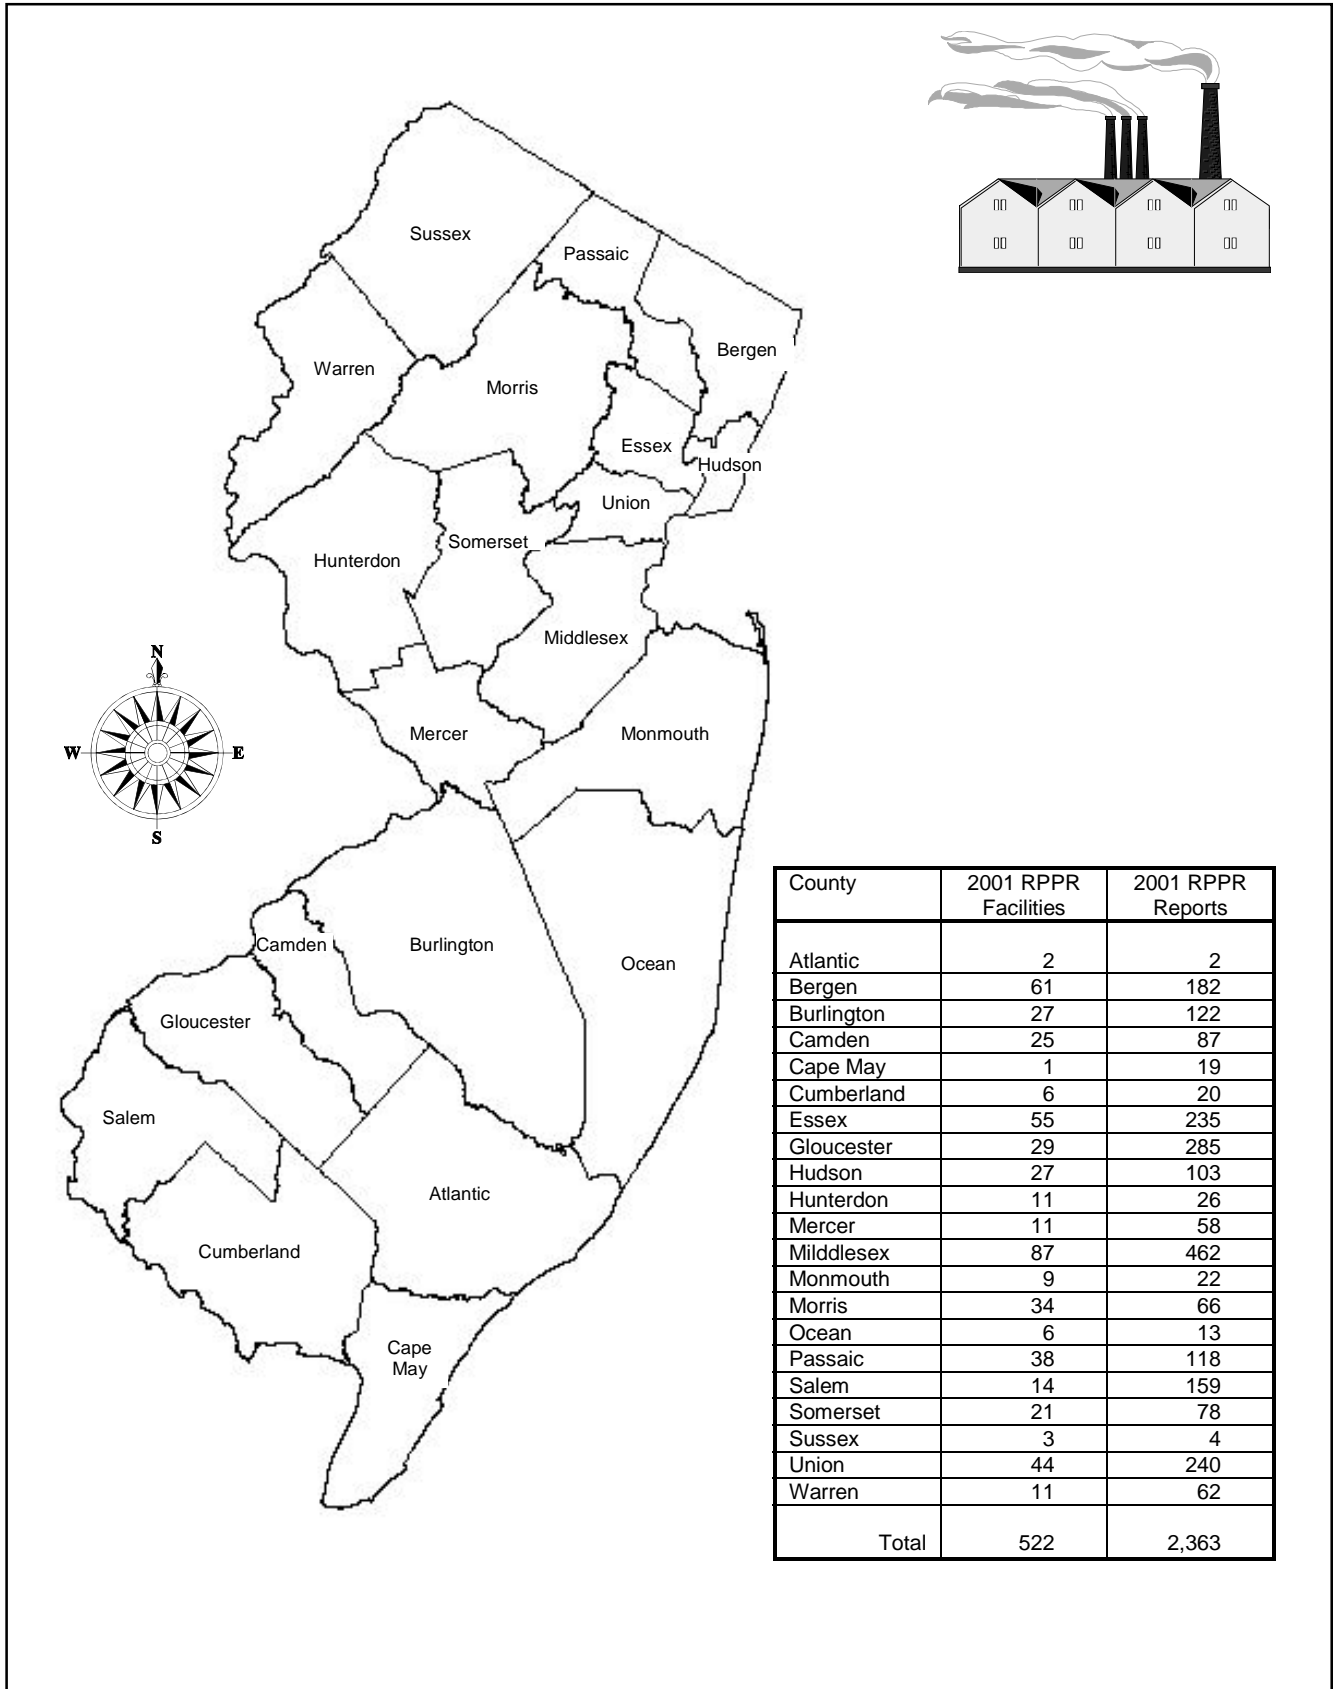 Sussex
Passaic
Bergen
Warren
Morris
Essex
Hudson
Union
Somerset
Hunterdon
Middlesex
N
W E
S
Mercer
Monmouth
Camden
Burlington
Ocean
Gloucester
Salem
Atlantic
Cumberland
Cape
May
County 2001 RPPR 2001 RPPR
Facilities Reports
Atlantic 2 2
Bergen 61 182
Burlington 27 122
Camden 25 87
Cape May 1 19
Cumberland 6 20
Essex 55 235
Gloucester 29 285
Hudson 27 103
Hunterdon 11 26
Mercer 11 58
Milddlesex 87 462
Monmouth 9 22
Morris 34 66
Ocean 6 13
Passaic 38 118
Salem 14 159
Somerset 21 78
Sussex 3 4
Union 44 240
Warren 11 62
Total 522 2,363